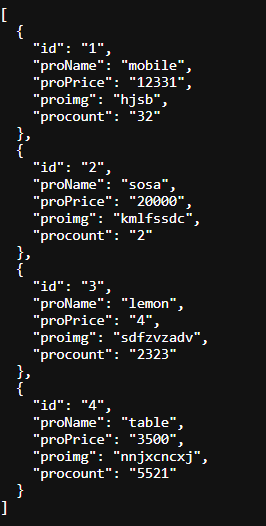 [
  {
    "id": "1",
    "proName": "mobile",
    "proPrice": "12331",
    "proimg": "hjsb",
    "procount": "32"
  },
  {
    "id": "2",
    "proName": "sosa",
    "proPrice": "20000",
    "proimg": "kmlfssdc",
    "procount": "2"
  },
  {
    "id": "3",
    "proName": "lemon",
    "proPrice": "4",
    "proimg": "sdfzvzadv",
    "procount": "2323"
  },
  {
    "id": "4",
    "proName": "table",
    "proPrice": "3500",
    "proimg": "nnjxcncxj",
    "procount": "5521"
  }
]